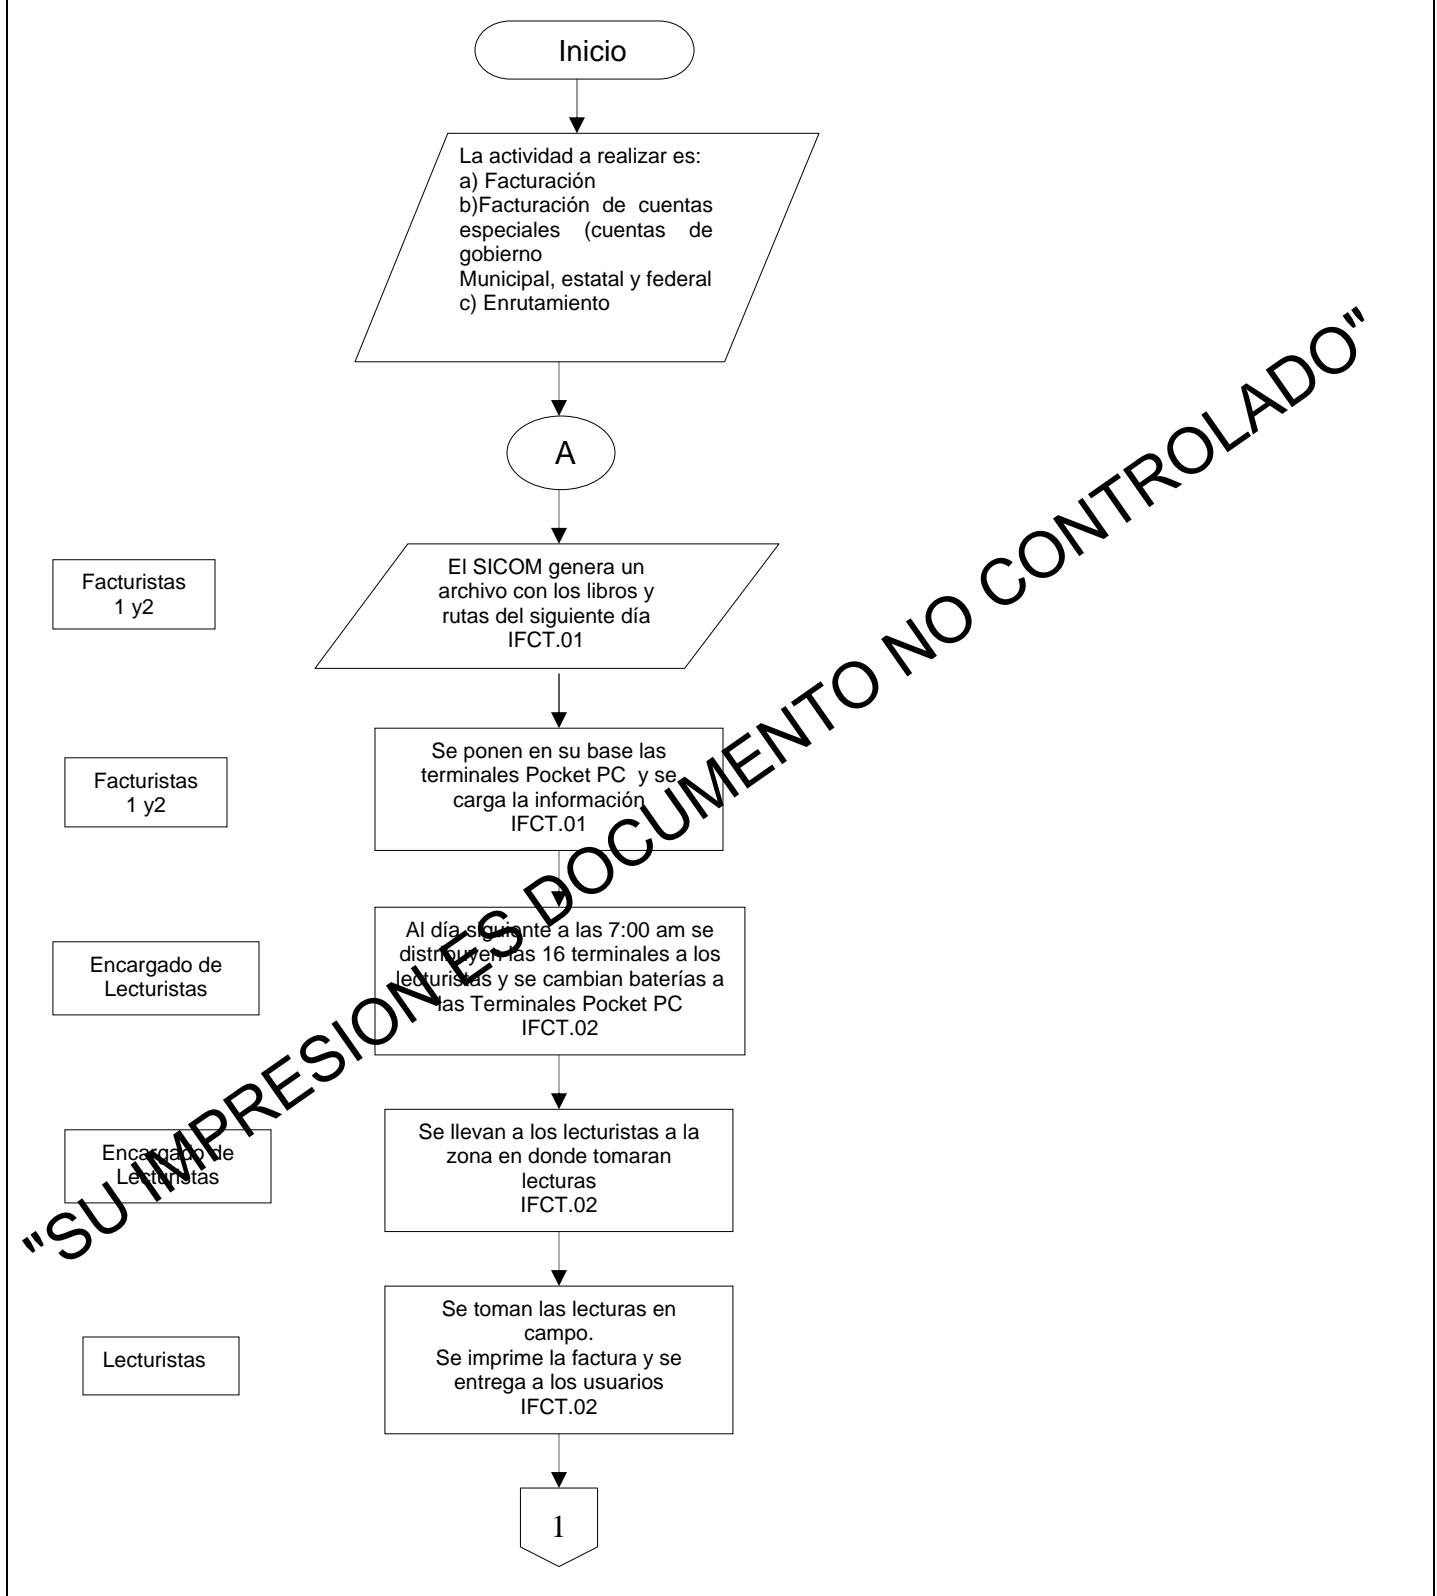 Inicio
La actividad a realizar es:
a) Facturación
b)Facturación de cuentas
especiales (cuentas de
gobierno
Municipal, estatal y federal
c) Enrutamiento
A
Facturistas
1 y2
El SICOM genera un
archivo con los libros y
rutas del siguiente día
IFCT.01
Facturistas
1 y2
Se ponen en su base las
terminales Pocket PC y se
carga la información
IFCT.01
Encargado de
Lecturistas
Al día siguiente a las 7:00 am se
distribuyen las 16 terminales a los
lecturistas y se cambian baterías a
las Terminales Pocket PC
IFCT.02
Encargado de
Lecturistas
Se llevan a los lecturistas a la
zona en donde tomaran
lecturas
IFCT.02
Lecturistas
Se toman las lecturas en
campo.
Se imprime la factura y se
entrega a los usuarios
IFCT.02
1
"SU IMPRESION ES DOCUMENTO NO CONTROLADO"